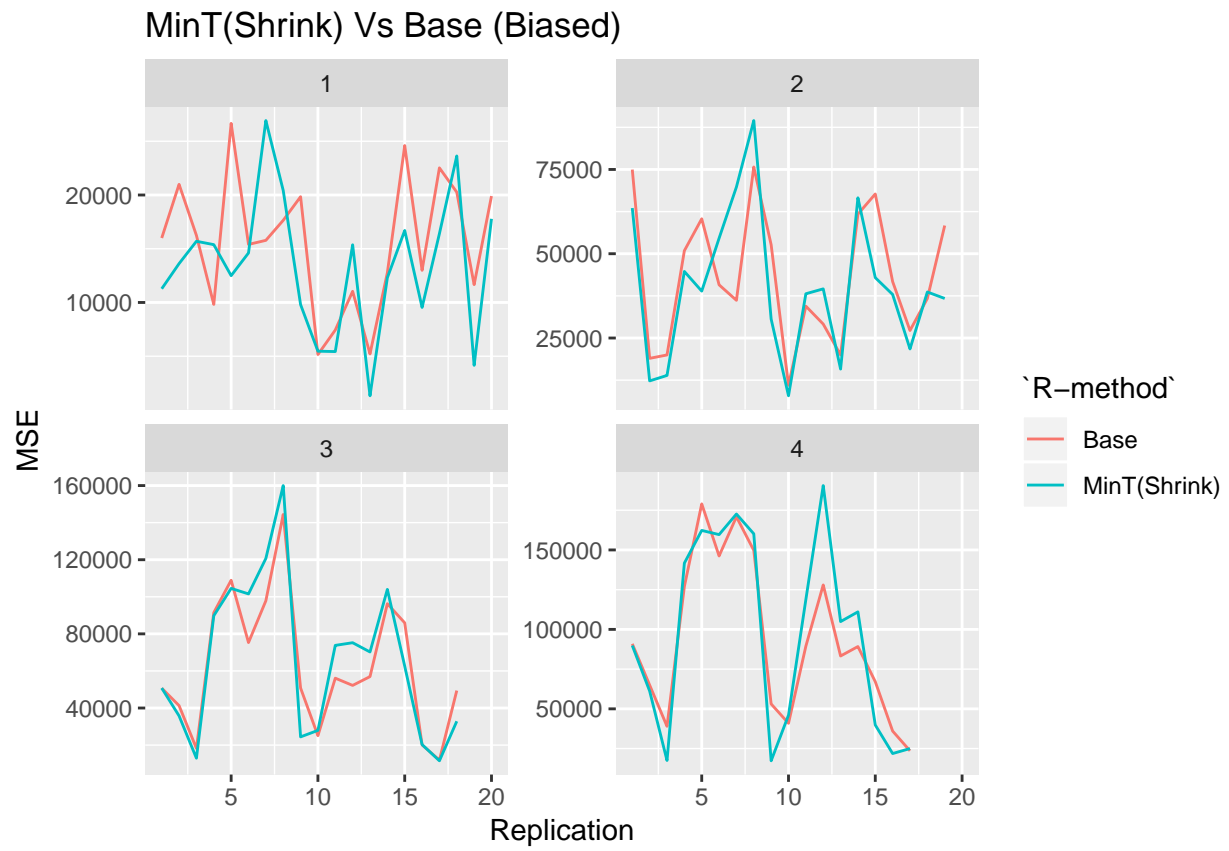 MinT(Shrink) Vs Base (Biased)
1
2
20000
10000
75000
50000
25000
3
4
160000
120000
80000
40000
150000
100000
50000
5 10 15 20
5 10 15 20
MSE
Replication
`R−method`
Base
MinT(Shrink)